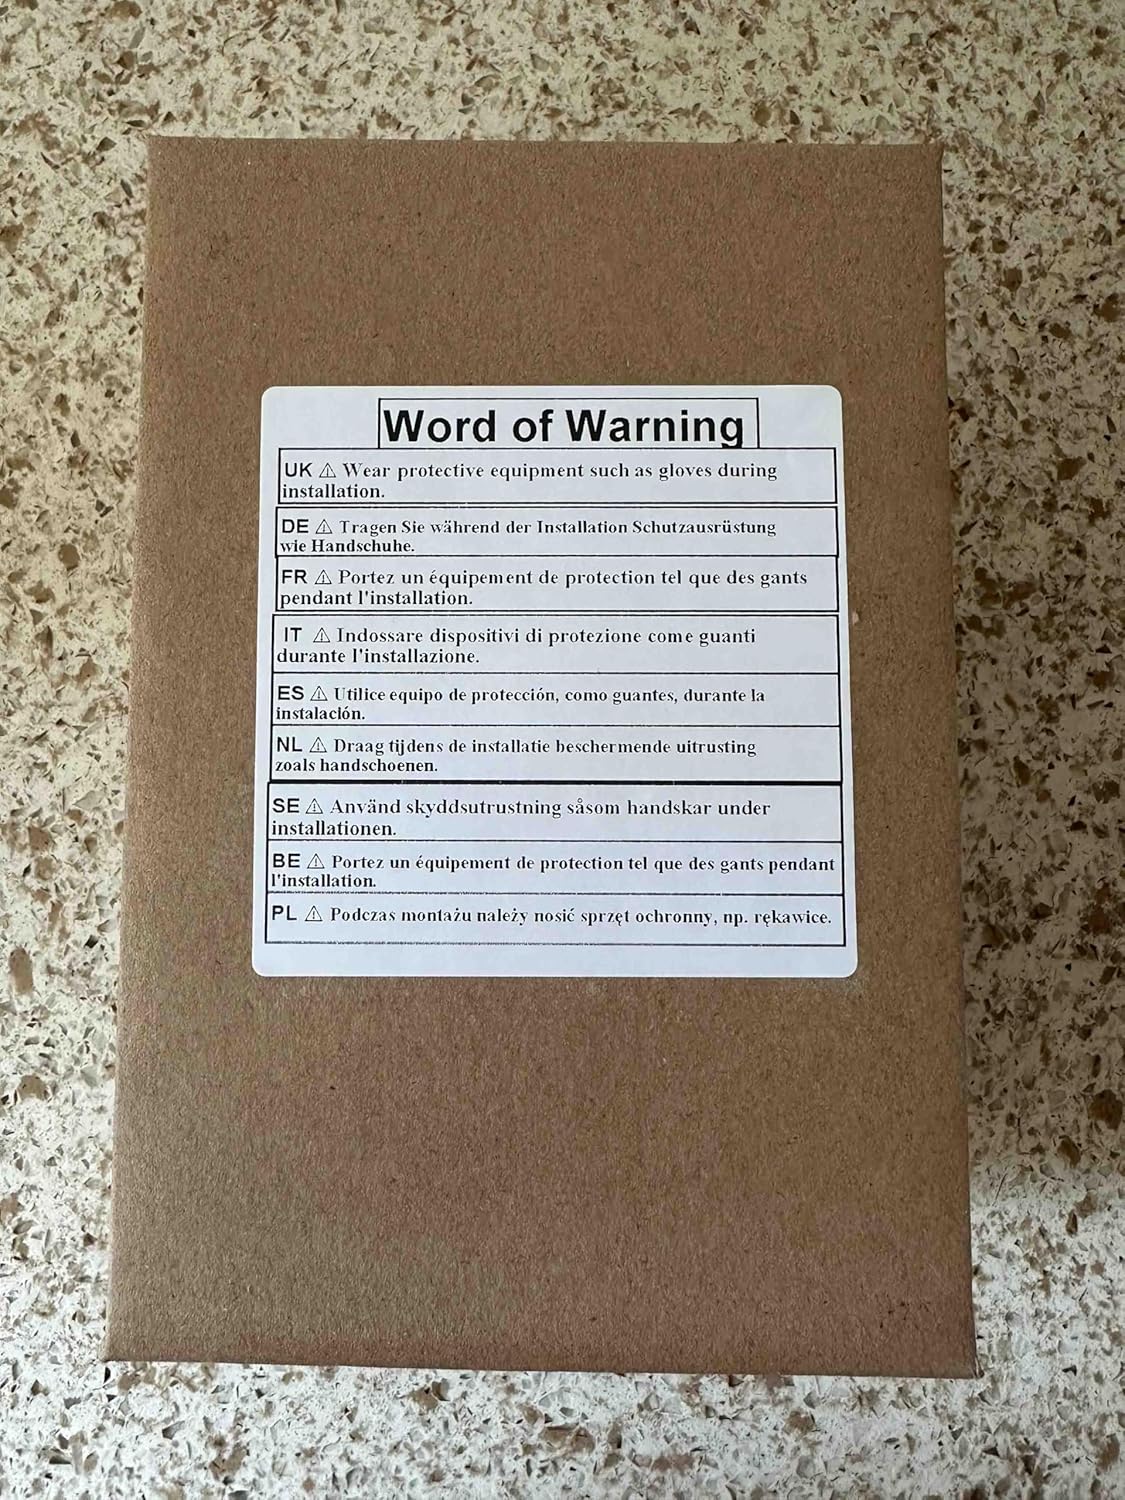 Word of Warning
UK ⚠ Wear protective equipment such as gloves during
installation.
DE ⚠ Tragen Sie während der Installation Schutzausrüstung
wie Handschuhe.
FR ⚠ Portez un équipement de protection tel que des gants
pendant l'installation.
IT ⚠ Indossare dispositivi di protezione come guanti
durante l'installazione.
ES ⚠ Utilice equipo de protección, como guantes, durante la
instalación.
NL ⚠ Draag tijdens de installatie beschermende uitrusting
zoals handschoenen.
SE ⚠ Använd skyddsutrustning såsom handskar under
installationen.
BE ⚠ Portez un équipement de protection tel que des gants pendant
l'installation.
PL ⚠ Podczas montażu należy nosić sprzęt ochronny, np. rękawice.